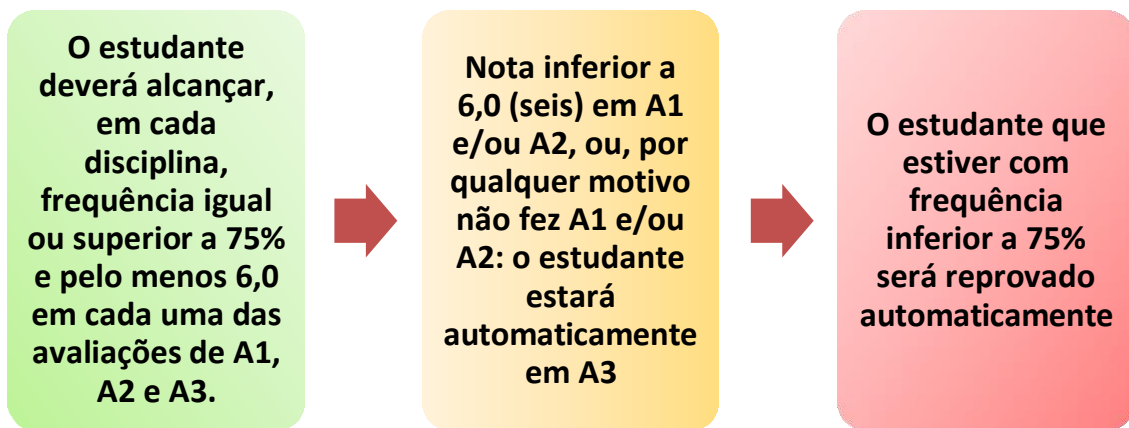 O estudante
deverá alcançar,
em cada
disciplina,
frequência igual
ou superior a 75%
e pelo menos 6,0
em cada uma das
avaliações de A1,
A2 e A3.
Nota inferior a
6,0 (seis) em A1
e/ou A2, ou, por
qualquer motivo
não fez A1 e/ou
A2: o estudante
estará
automaticamente
em A3
O estudante que
estiver com
frequência
inferior a 75%
será reprovado
automaticamente